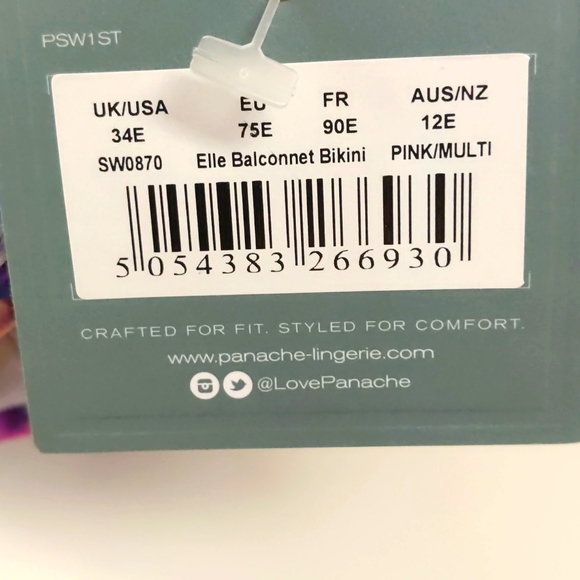 PSW1ST
UK/USA EU FR AUS/NZ
34E 75E 90E 12E
SW0870 Elle Balconnet Bikini PINK/MULTI
5 054383 266930
CRAFTED FOR FIT. STYLED FOR COMFORT.
www.panache-lingerie.com
@LovePanache